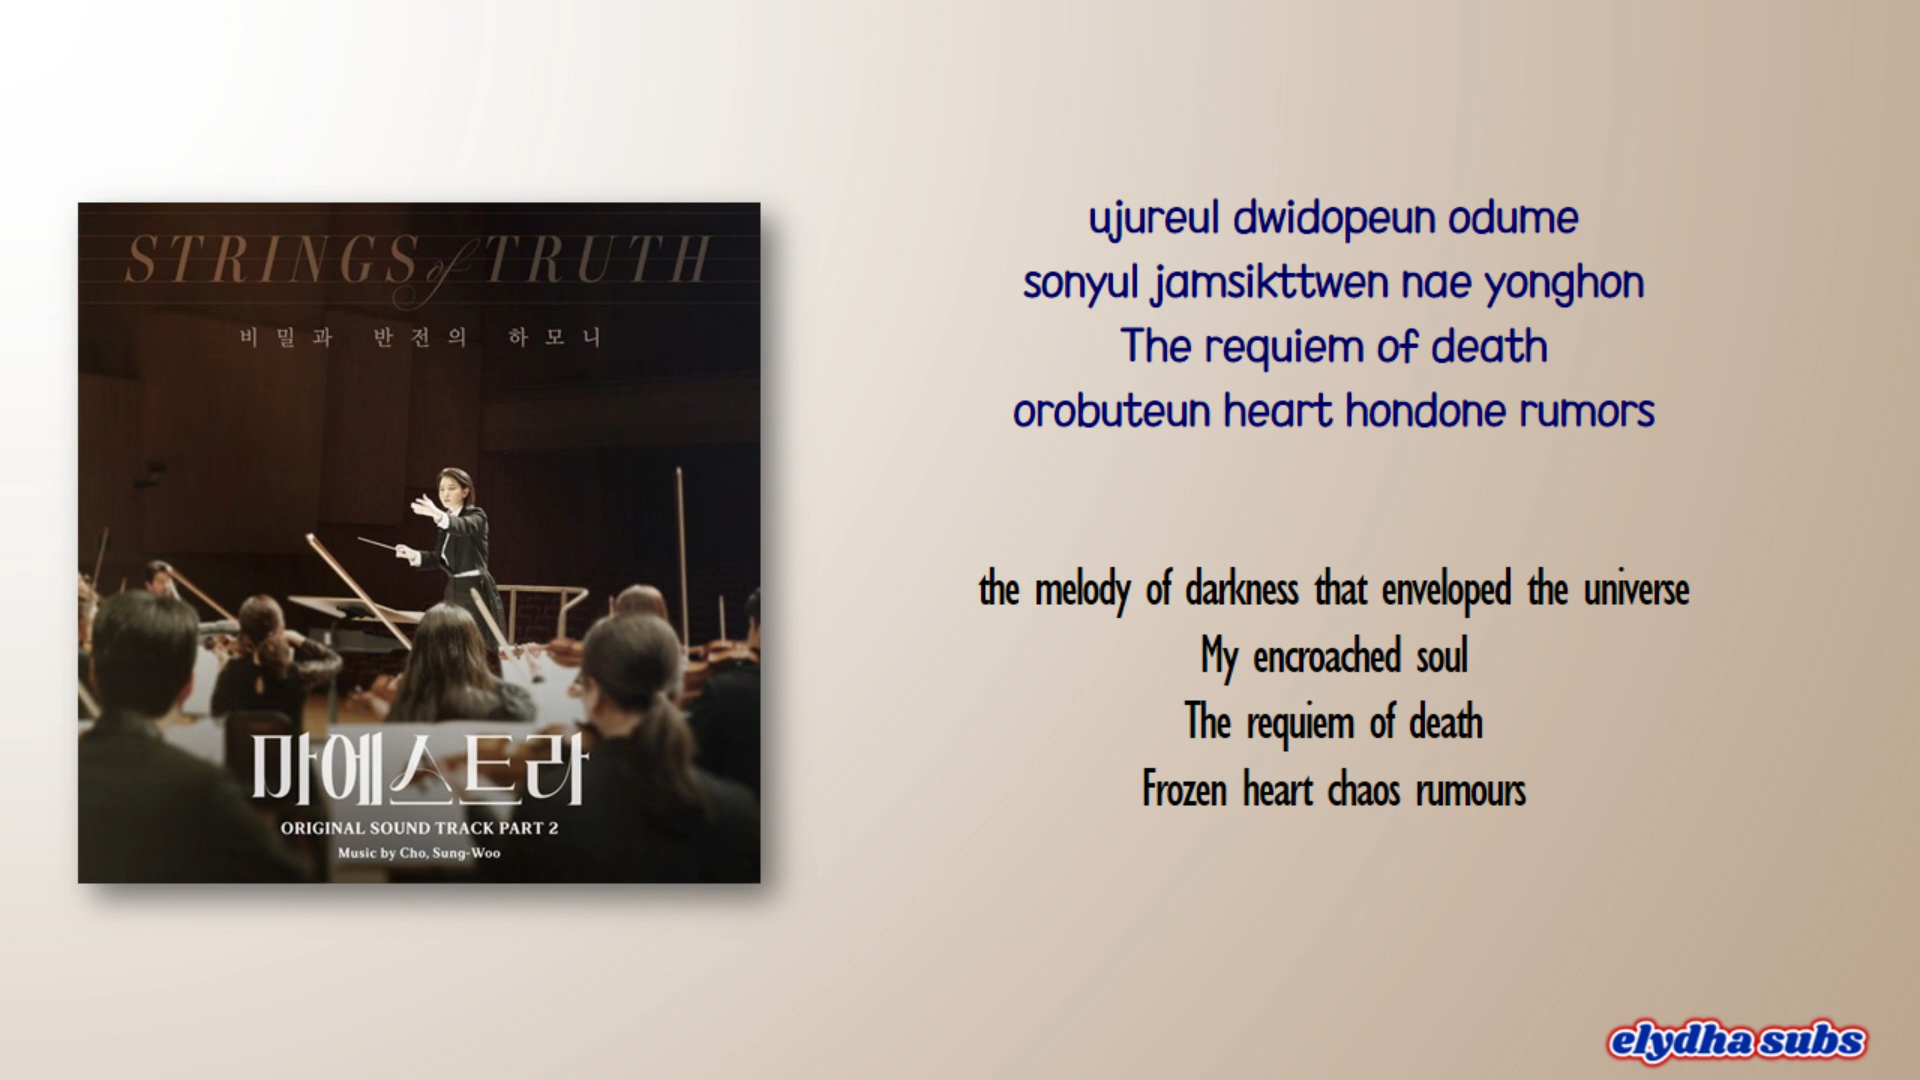 STRINGS of TRUTH
비밀과 반전의 하모니
마에스트라
ORIGINAL SOUND TRACK PART 2
Music by Cho, Sung-Woo
ujureul dwidopeun odume
sonyul jamsikttwen nae yonghon
The requiem of death
orobuteun heart hondone rumors
the melody of darkness that enveloped the universe
My encroached soul
The requiem of death
Frozen heart chaos rumours
elydha subs